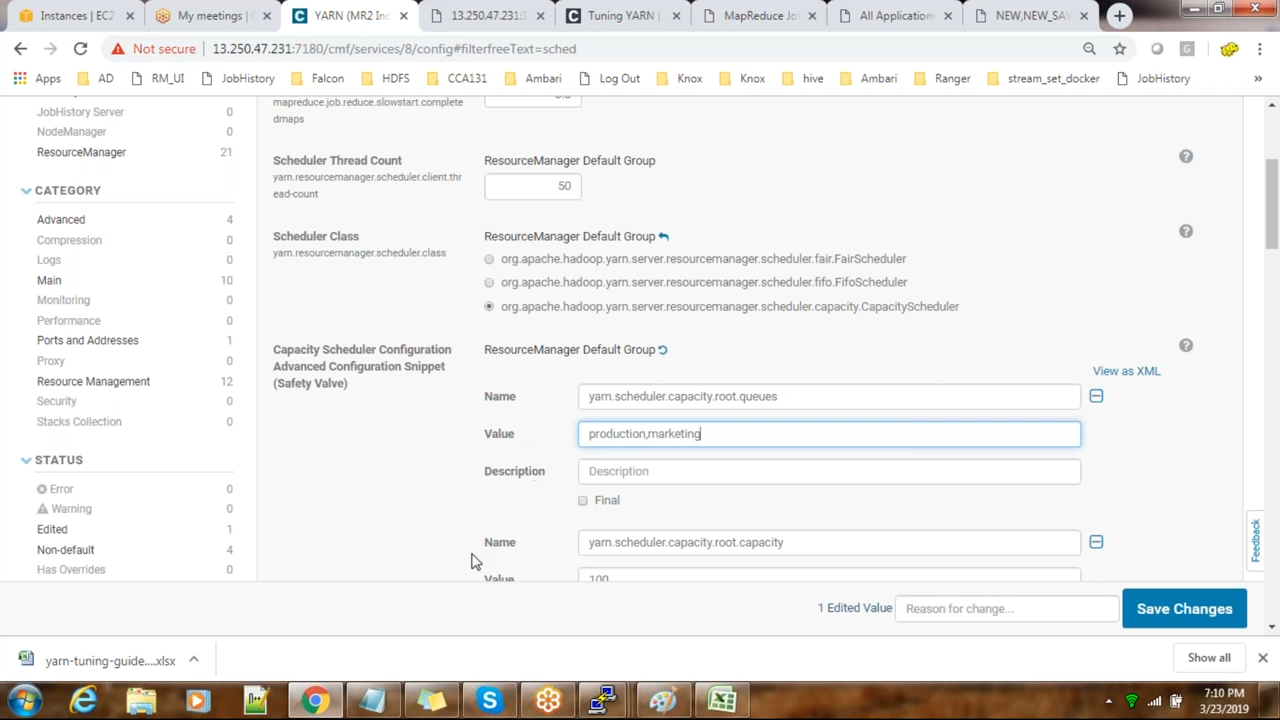 Instances | EC2
My meetings | C
YARN (MR2 Inc
13.250.47.231:
Tuning YARN |
MapReduce Jo
All Application
NEW,NEW_SAV
Not secure 13.250.47.231:7180/cmf/services/8/config#filterfreeText=sched
Apps AD RM_UI JobHistory Falcon HDFS CCA131 Ambari Log Out Knox Knox hive Ambari Ranger stream_set_docker JobHistory »
JobHistory Server 0
NodeManager 0
ResourceManager 21
CATEGORY
Advanced 4
Compression 0
Logs 0
Main 10
Monitoring 0
Performance 0
Ports and Addresses 1
Proxy 0
Resource Management 12
Security 0
Stacks Collection 0
STATUS
Error 0
Warning 0
Edited 1
Non-default 4
Has Overrides 0
mapreduce.job.reduce.slowstart.complete
dmaps
Scheduler Thread Count
yarn.resourcemanager.scheduler.client.thr
ead-count
ResourceManager Default Group
50
Scheduler Class
yarn.resourcemanager.scheduler.class
ResourceManager Default Group
org.apache.hadoop.yarn.server.resourcemanager.scheduler.fair.FairScheduler
org.apache.hadoop.yarn.server.resourcemanager.scheduler.fifo.FifoScheduler
org.apache.hadoop.yarn.server.resourcemanager.scheduler.capacity.CapacityScheduler
Capacity Scheduler Configuration
Advanced Configuration Snippet
(Safety Valve)
ResourceManager Default Group
View as XML
Name yarn.scheduler.capacity.root.queues
Value production,marketing
Description Description
Final
Name yarn.scheduler.capacity.root.capacity
Value 100
Feedback
1 Edited Value Reason for change... Save Changes
yarn-tuning-guide....xlsx
Show all
7:10 PM
3/23/2019